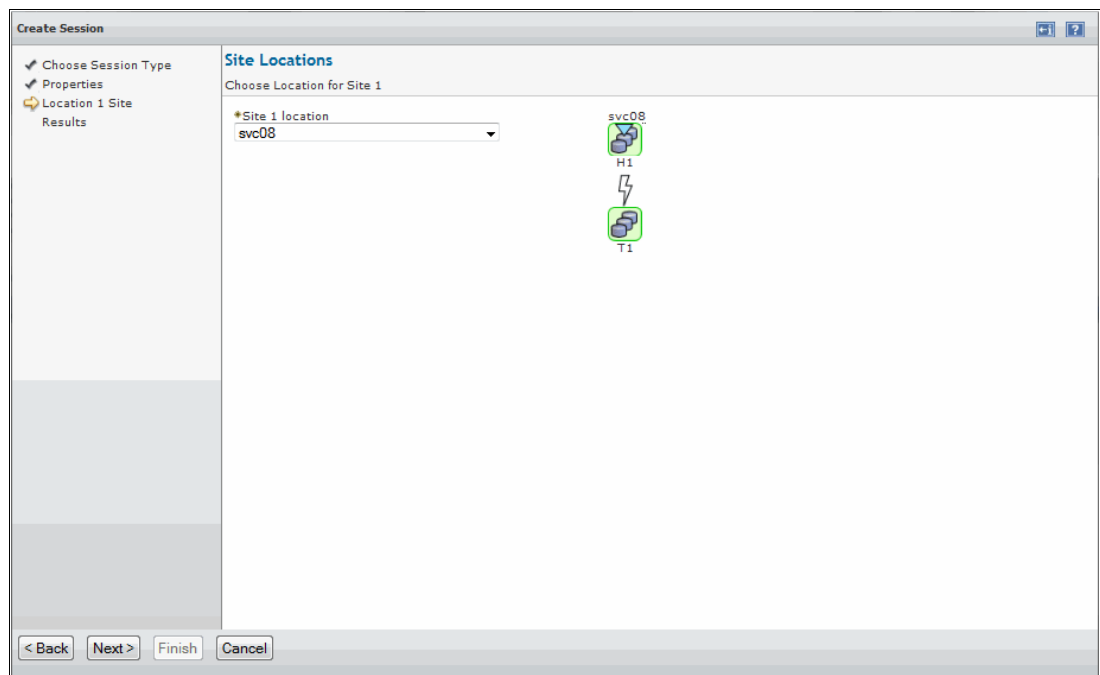 Create Session
?
Choose Session Type
Properties
Location 1 Site
Results
Site Locations
Choose Location for Site 1
Site 1 location
svc08
svc08
H1
T1
< Back
Next >
Finish
Cancel